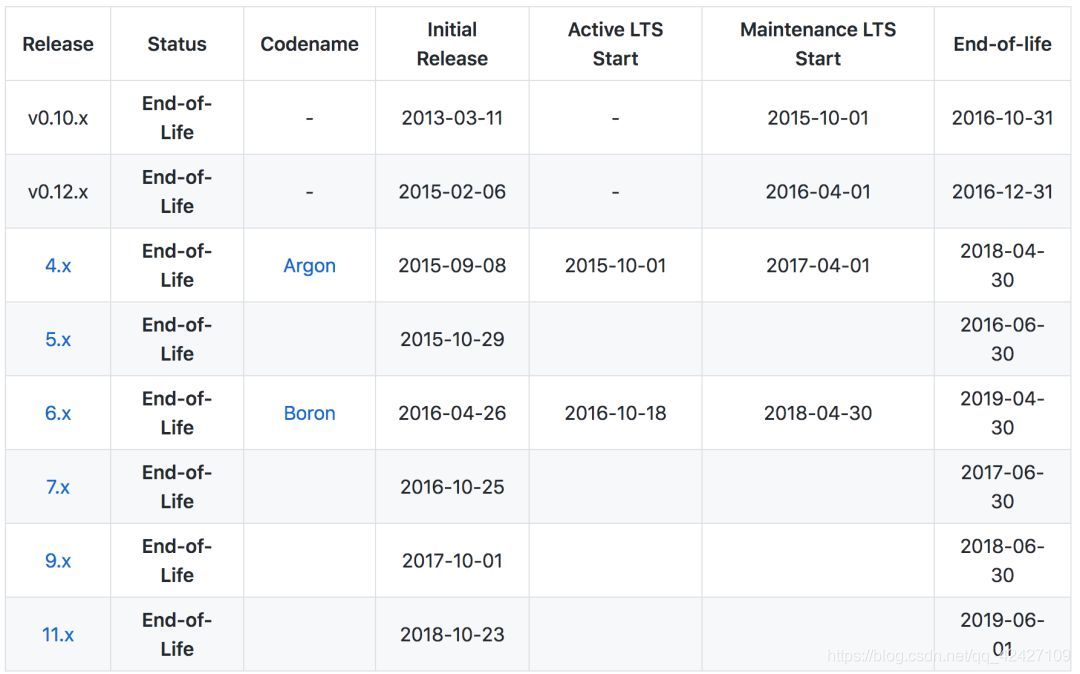 Release Status Codename Initial Release Active LTS Start Maintenance LTS Start End-of-life
v0.10.x End-of-Life - 2013-03-11 - 2015-10-01 2016-10-31
v0.12.x End-of-Life - 2015-02-06 - 2016-04-01 2016-12-31
4.x End-of-Life Argon 2015-09-08 2015-10-01 2017-04-01 2018-04-30
5.x End-of-Life 2015-10-29 2016-06-30
6.x End-of-Life Boron 2016-04-26 2016-10-18 2018-04-30 2019-04-30
7.x End-of-Life 2016-10-25 2017-06-30
9.x End-of-Life 2017-10-01 2018-06-30
11.x End-of-Life 2018-10-23 2019-06-01
https://blog.csdn.net/qq_42427109